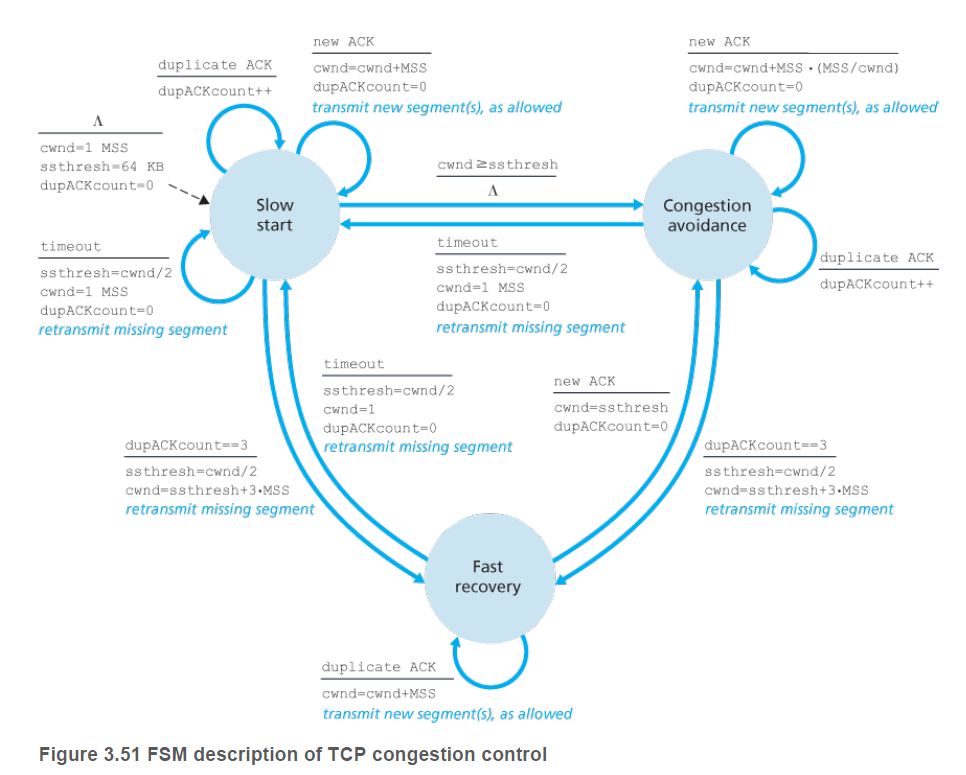 new ACK
cwnd=cwnd+MSS
dupACKcount=0
transmit new segment(s), as allowed
duplicate ACK
dupACKcount++
Λ
cwnd=1 MSS
ssthresh=64 KB
dupACKcount=0
timeout
ssthresh=cwnd/2
cwnd=1 MSS
dupACKcount=0
retransmit missing segment
Slow
start
cwnd≥ssthresh
Λ
timeout
ssthresh=cwnd/2
cwnd=1 MSS
dupACKcount=0
retransmit missing segment
new ACK
cwnd=cwnd+MSS•(MSS/cwnd)
dupACKcount=0
transmit new segment(s), as allowed
Congestion
avoidance
duplicate ACK
dupACKcount++
timeout
ssthresh=cwnd/2
cwnd=1
dupACKcount=0
retransmit missing segment
new ACK
cwnd=ssthresh
dupACKcount=0
dupACKcount==3
ssthresh=cwnd/2
cwnd=ssthresh+3•MSS
retransmit missing segment
dupACKcount==3
ssthresh=cwnd/2
cwnd=ssthresh+3•MSS
retransmit missing segment
Fast
recovery
duplicate ACK
cwnd=cwnd+MSS
transmit new segment(s), as allowed
Figure 3.51 FSM description of TCP congestion control